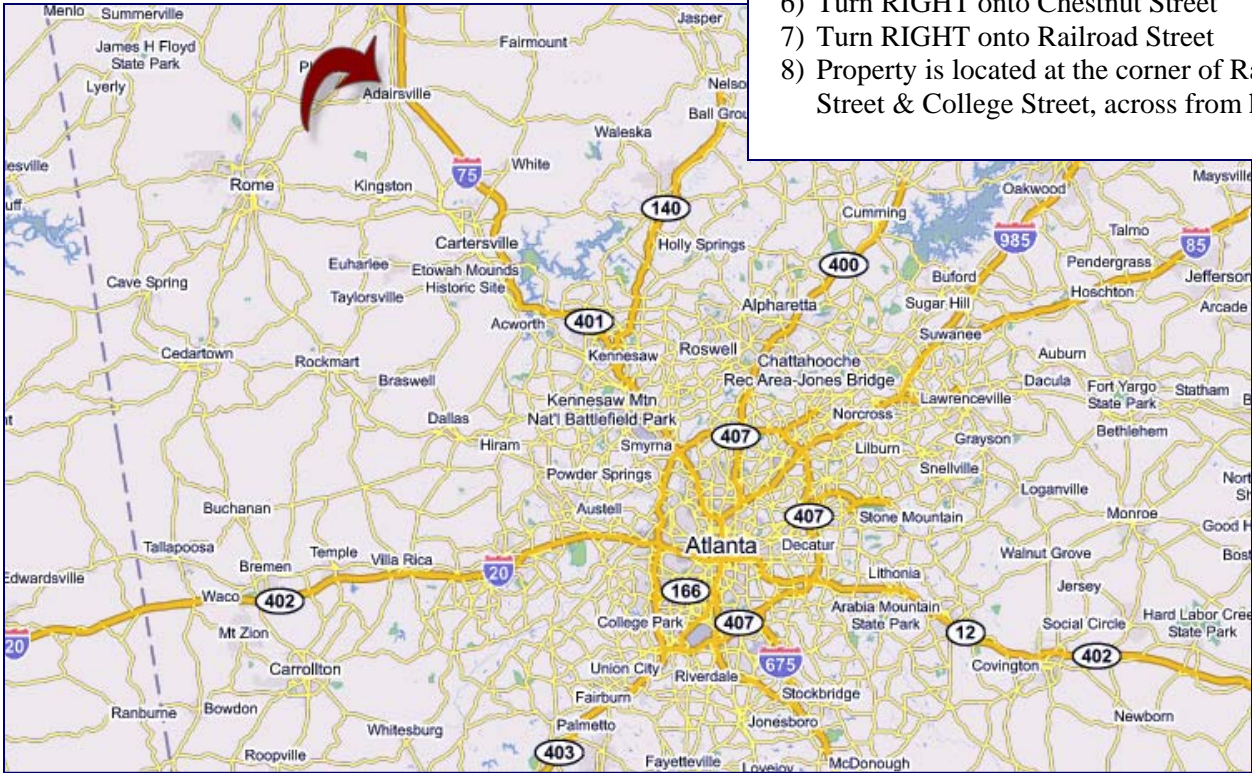 6) Turn RIGHT onto Chestnut Street
7) Turn RIGHT onto Railroad Street
8) Property is located at the corner of Ra
Street & College Street, across from
Menlo
Summerville
Jasper
James H Floyd
State Park
Fairmount
Lyerly
Adairsville
Nelso
Ball Grou
Waleska
esville
White
75
Rome
Kingston
Oakwood
Maysville
uff
140
Cumming
Cartersville
Holly Springs
985
Talmo
85
Euharlee
Etowah Mounds
Historic Site
400
Pendergrass
Cave Spring
Buford
Jefferson
Taylorsville
Alpharetta
Sugar Hill
Hoschton
Arcade
Acworth
401
Suwanee
Cedartown
Rockmart
Kennesaw
Roswell
Chattahoochee
Rec Area-Jones Bridge
Auburn
Braswell
Dacula
Fort Yargo
State Park
Statham
Kennesaw Mtn
Nat'l Battlefield Park
Lawrenceville
Dallas
Norcross
Bethlehem
Hiram
Smyrna
407
Lilburn
Grayson
Powder Springs
Snellville
Loganville
Buchanan
Austell
407
Stone Mountain
Monroe
Good H
Tallapoosa
Temple
Villa Rica
Atlanta
Decatur
Walnut Grove
Bremen
20
Lithonia
Edwardsville
Waco
402
166
Jersey
Arabia Mountain
State Park
Hard Labor Cree
State Park
College Park
407
12
Social Circle
20
Mt Zion
402
Carrollton
Union City
Riverdale
675
Covington
Fairburn
Stockbridge
Ranburne
Bowdon
Newborn
Whitesburg
Palmetto
Jonesboro
Roopville
403
Fayetteville
Lovejoy
McDonough